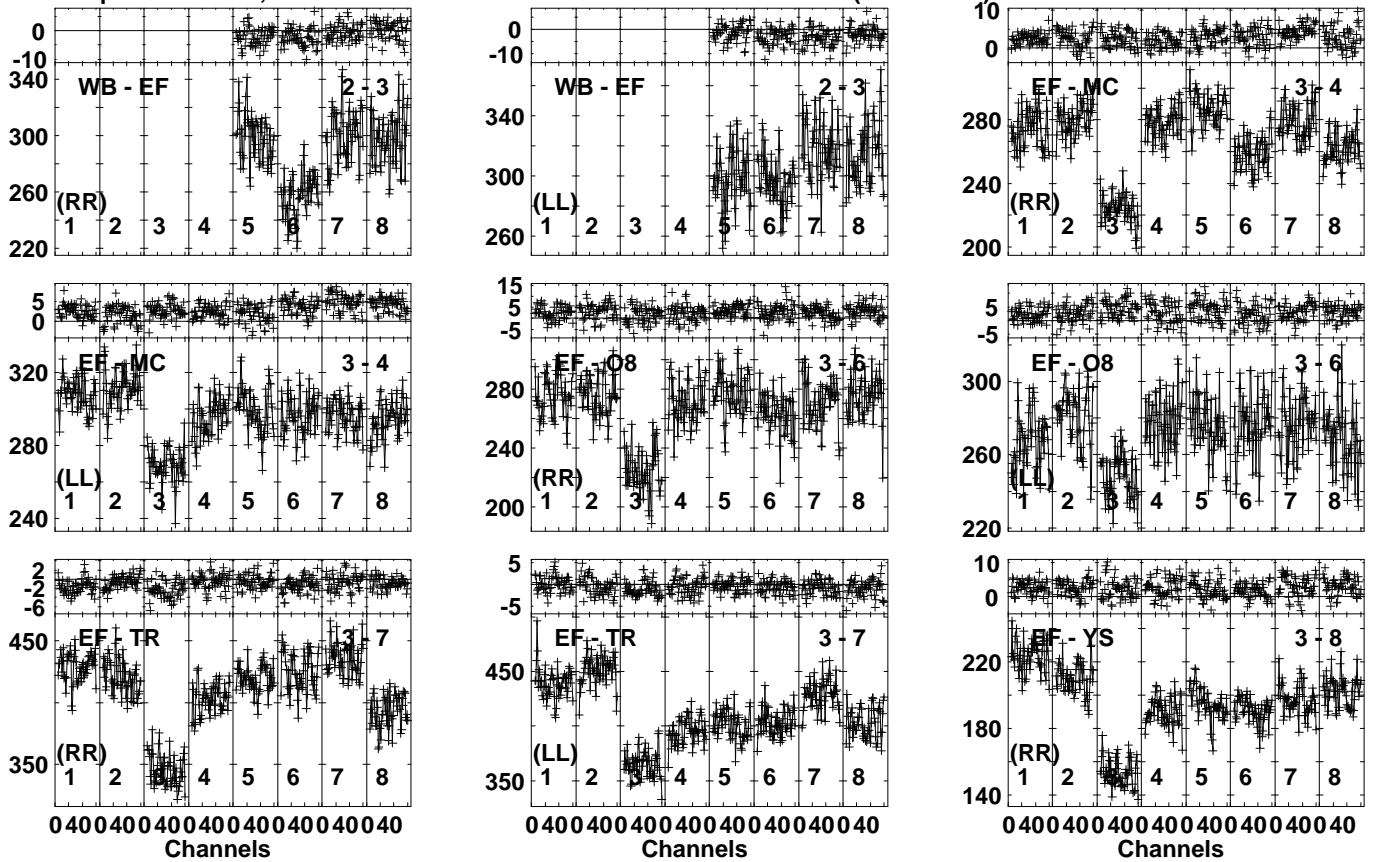 0
-10
340
300
260
220
WB - EF 2 - 3
(RR)
1 2 3 4 5 6 7 8
0
-10
340
300
260
WB - EF 2 - 3
(LL)
1 2 3 4 5 6 7 8
10
0
280
240
200
EF - MC 3 - 4
(RR)
1 2 3 4 5 6 7 8
5
0
320
280
240
EF - MC 3 - 4
(LL)
1 2 3 4 5 6 7 8
15
5
-5
280
240
200
EF - O8 3 - 6
(RR)
1 2 3 4 5 6 7 8
5
-5
300
260
220
EF - O8 3 - 6
(LL)
1 2 3 4 5 6 7 8
2
-2
-6
450
350
EF - TR 3 - 7
(RR)
1 2 3 4 5 6 7 8
0 40 0 40 0 40 0 40 0 40 0 40 0 40 0 40
Channels
5
-5
450
350
EF - TR 3 - 7
(LL)
1 2 3 4 5 6 7 8
0 40 0 40 0 40 0 40 0 40 0 40 0 40 0 40
Channels
10
0
220
180
140
EF - YS 3 - 8
(RR)
1 2 3 4 5 6 7 8
0 40 0 40 0 40 0 40 0 40 0 40 0 40 0 40
Channels